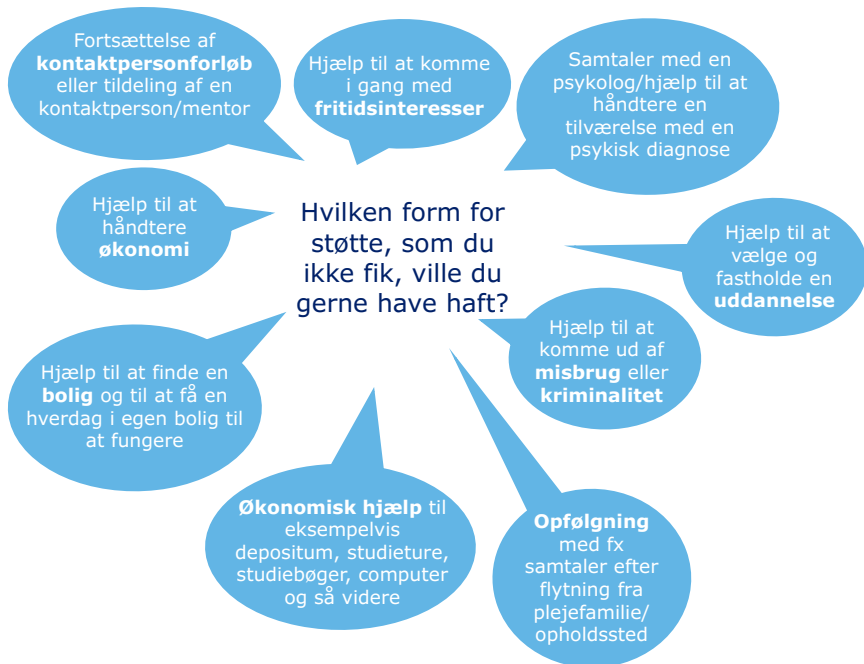 Fortsættelse af
kontaktpersonforløb
eller tildeling af en
kontaktperson/mentor
Hjælp til at komme
i gang med
fritidsinteresser
Samtaler med en
psykolog/hjælp til at
håndtere en
tilværelse med en
psykisk diagnose
Hjælp til at
håndtere
økonomi
Hvilken form for
støtte, som du
ikke fik, ville du
gerne have haft?
Hjælp til at
vælge og
fastholde en
uddannelse
Hjælp til at
komme ud af
misbrug eller
kriminalitet
Hjælp til at finde en
bolig og til at få en
hverdag i egen bolig til
at fungere
Økonomisk hjælp til
eksempelvis
depositum, studieture,
studiebøger, computer
og så videre
Opfølgning
med fx
samtaler efter
flytning fra
plejefamilie/
opholdssted